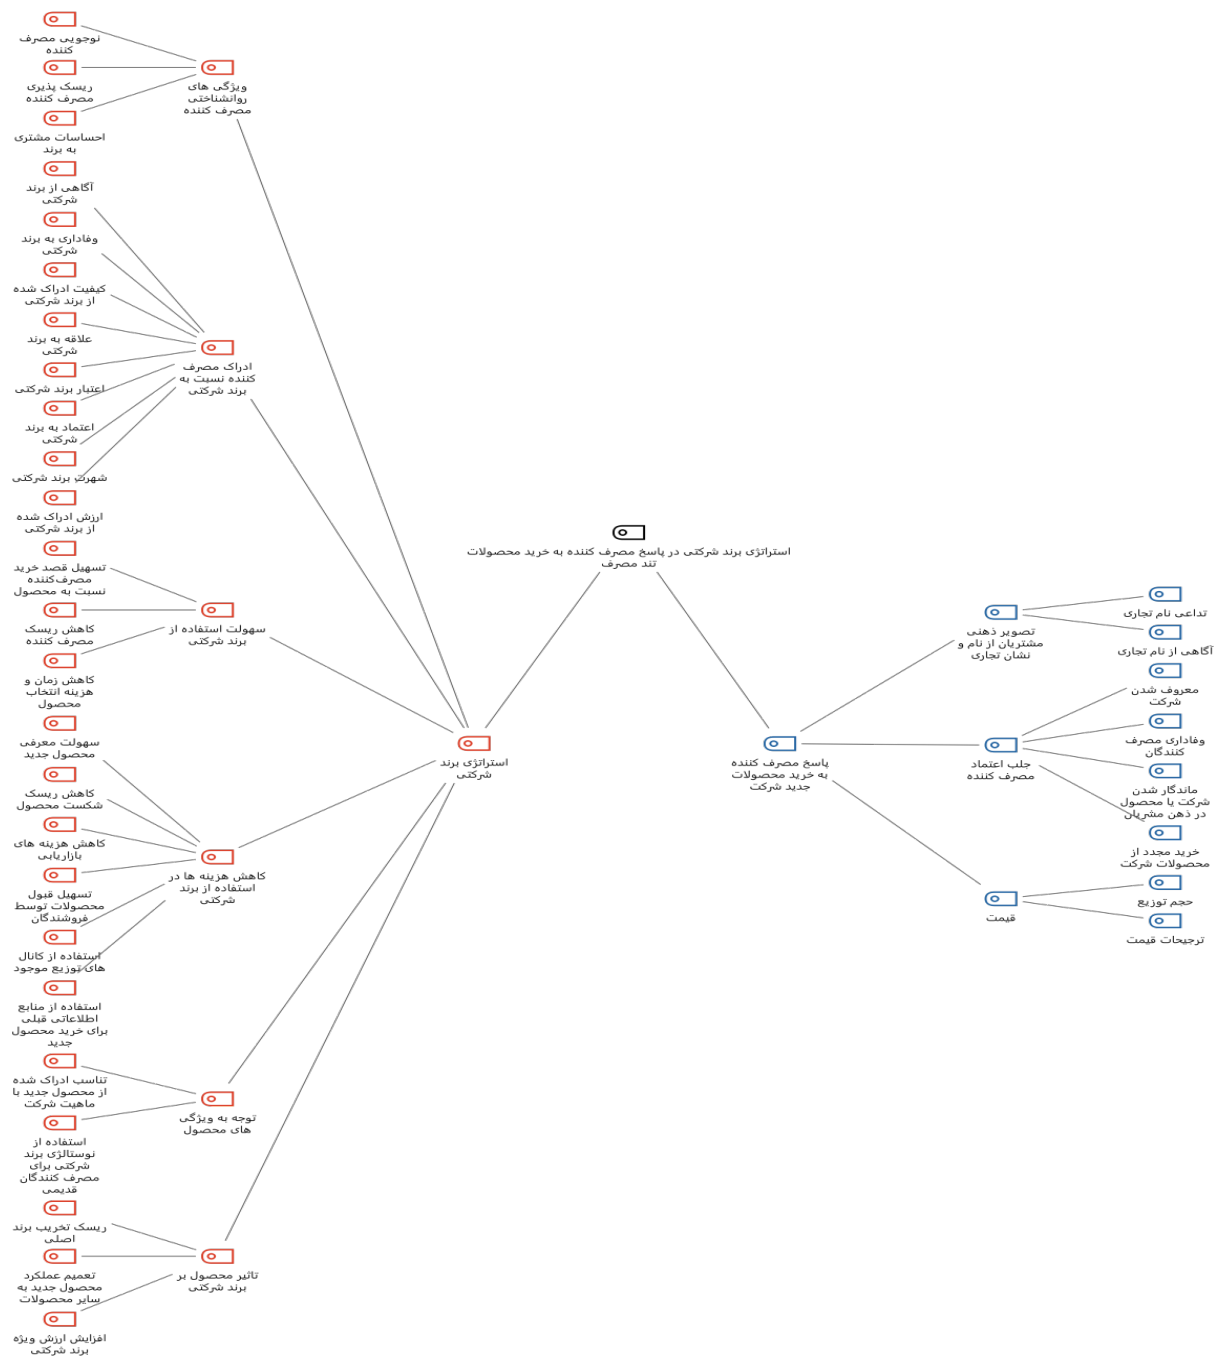 نوجویی مصرف
کننده
ریسک پذیری
مصرف کننده
احساسات مشتری
به برند
ویژگی های
روانشناختی
مصرف کننده
آگاهی از برند
شرکتی
وفاداری به برند
شرکتی
کیفیت ادراک شده
از برند شرکتی
علاقه به برند
شرکتی
اعتبار برند شرکتی
اعتماد به برند
شرکتی
شهرت برند شرکتی
ارزش ادراک شده
از برند شرکتی
ادراک مصرف
کننده نسبت به
برند شرکتی
تسهیل قصد خرید
مصرف‌کننده
نسبت به محصول
کاهش ریسک
مصرف کننده
کاهش زمان و
هزینه انتخاب
محصول
سهولت استفاده از
برند شرکتی
سهولت معرفی
محصول جدید
کاهش ریسک
شکست محصول
کاهش هزینه های
بازاریابی
تسهیل قبول
محصولات توسط
فروشندگان
استفاده از کانال
های توزیع موجود
استفاده از منابع
اطلاعاتی قبلی
برای خرید محصول
جدید
کاهش هزینه ها در
استفاده از برند
شرکتی
تناسب ادراک شده
از محصول جدید با
ماهیت شرکت
استفاده از
نوستالژی برند
شرکتی برای
مصرف کنندگان
قدیمی
توجه به ویژگی
های محصول
ریسک تخریب برند
اصلی
تعمیم عملکرد
محصول جدید به
سایر محصولات
افزایش ارزش ویژه
برند شرکتی
تاثیر محصول بر
برند شرکتی
استراتژی برند
شرکتی
استراتژی برند شرکتی در پاسخ مصرف کننده به خرید محصولات
تند مصرف
پاسخ مصرف کننده
به خرید محصولات
جدید شرکت
تصویر ذهنی
مشتریان از نام و
نشان تجاری
تداعی نام تجاری
آگاهی از نام تجاری
جلب اعتماد
مصرف کننده
معروف شدن
شرکت
وفاداری مصرف
کنندگان
ماندگار شدن
شرکت یا محصول
در ذهن مشریان
خرید مجدد از
محصولات شرکت
قیمت
حجم توزیع
ترجیحات قیمت